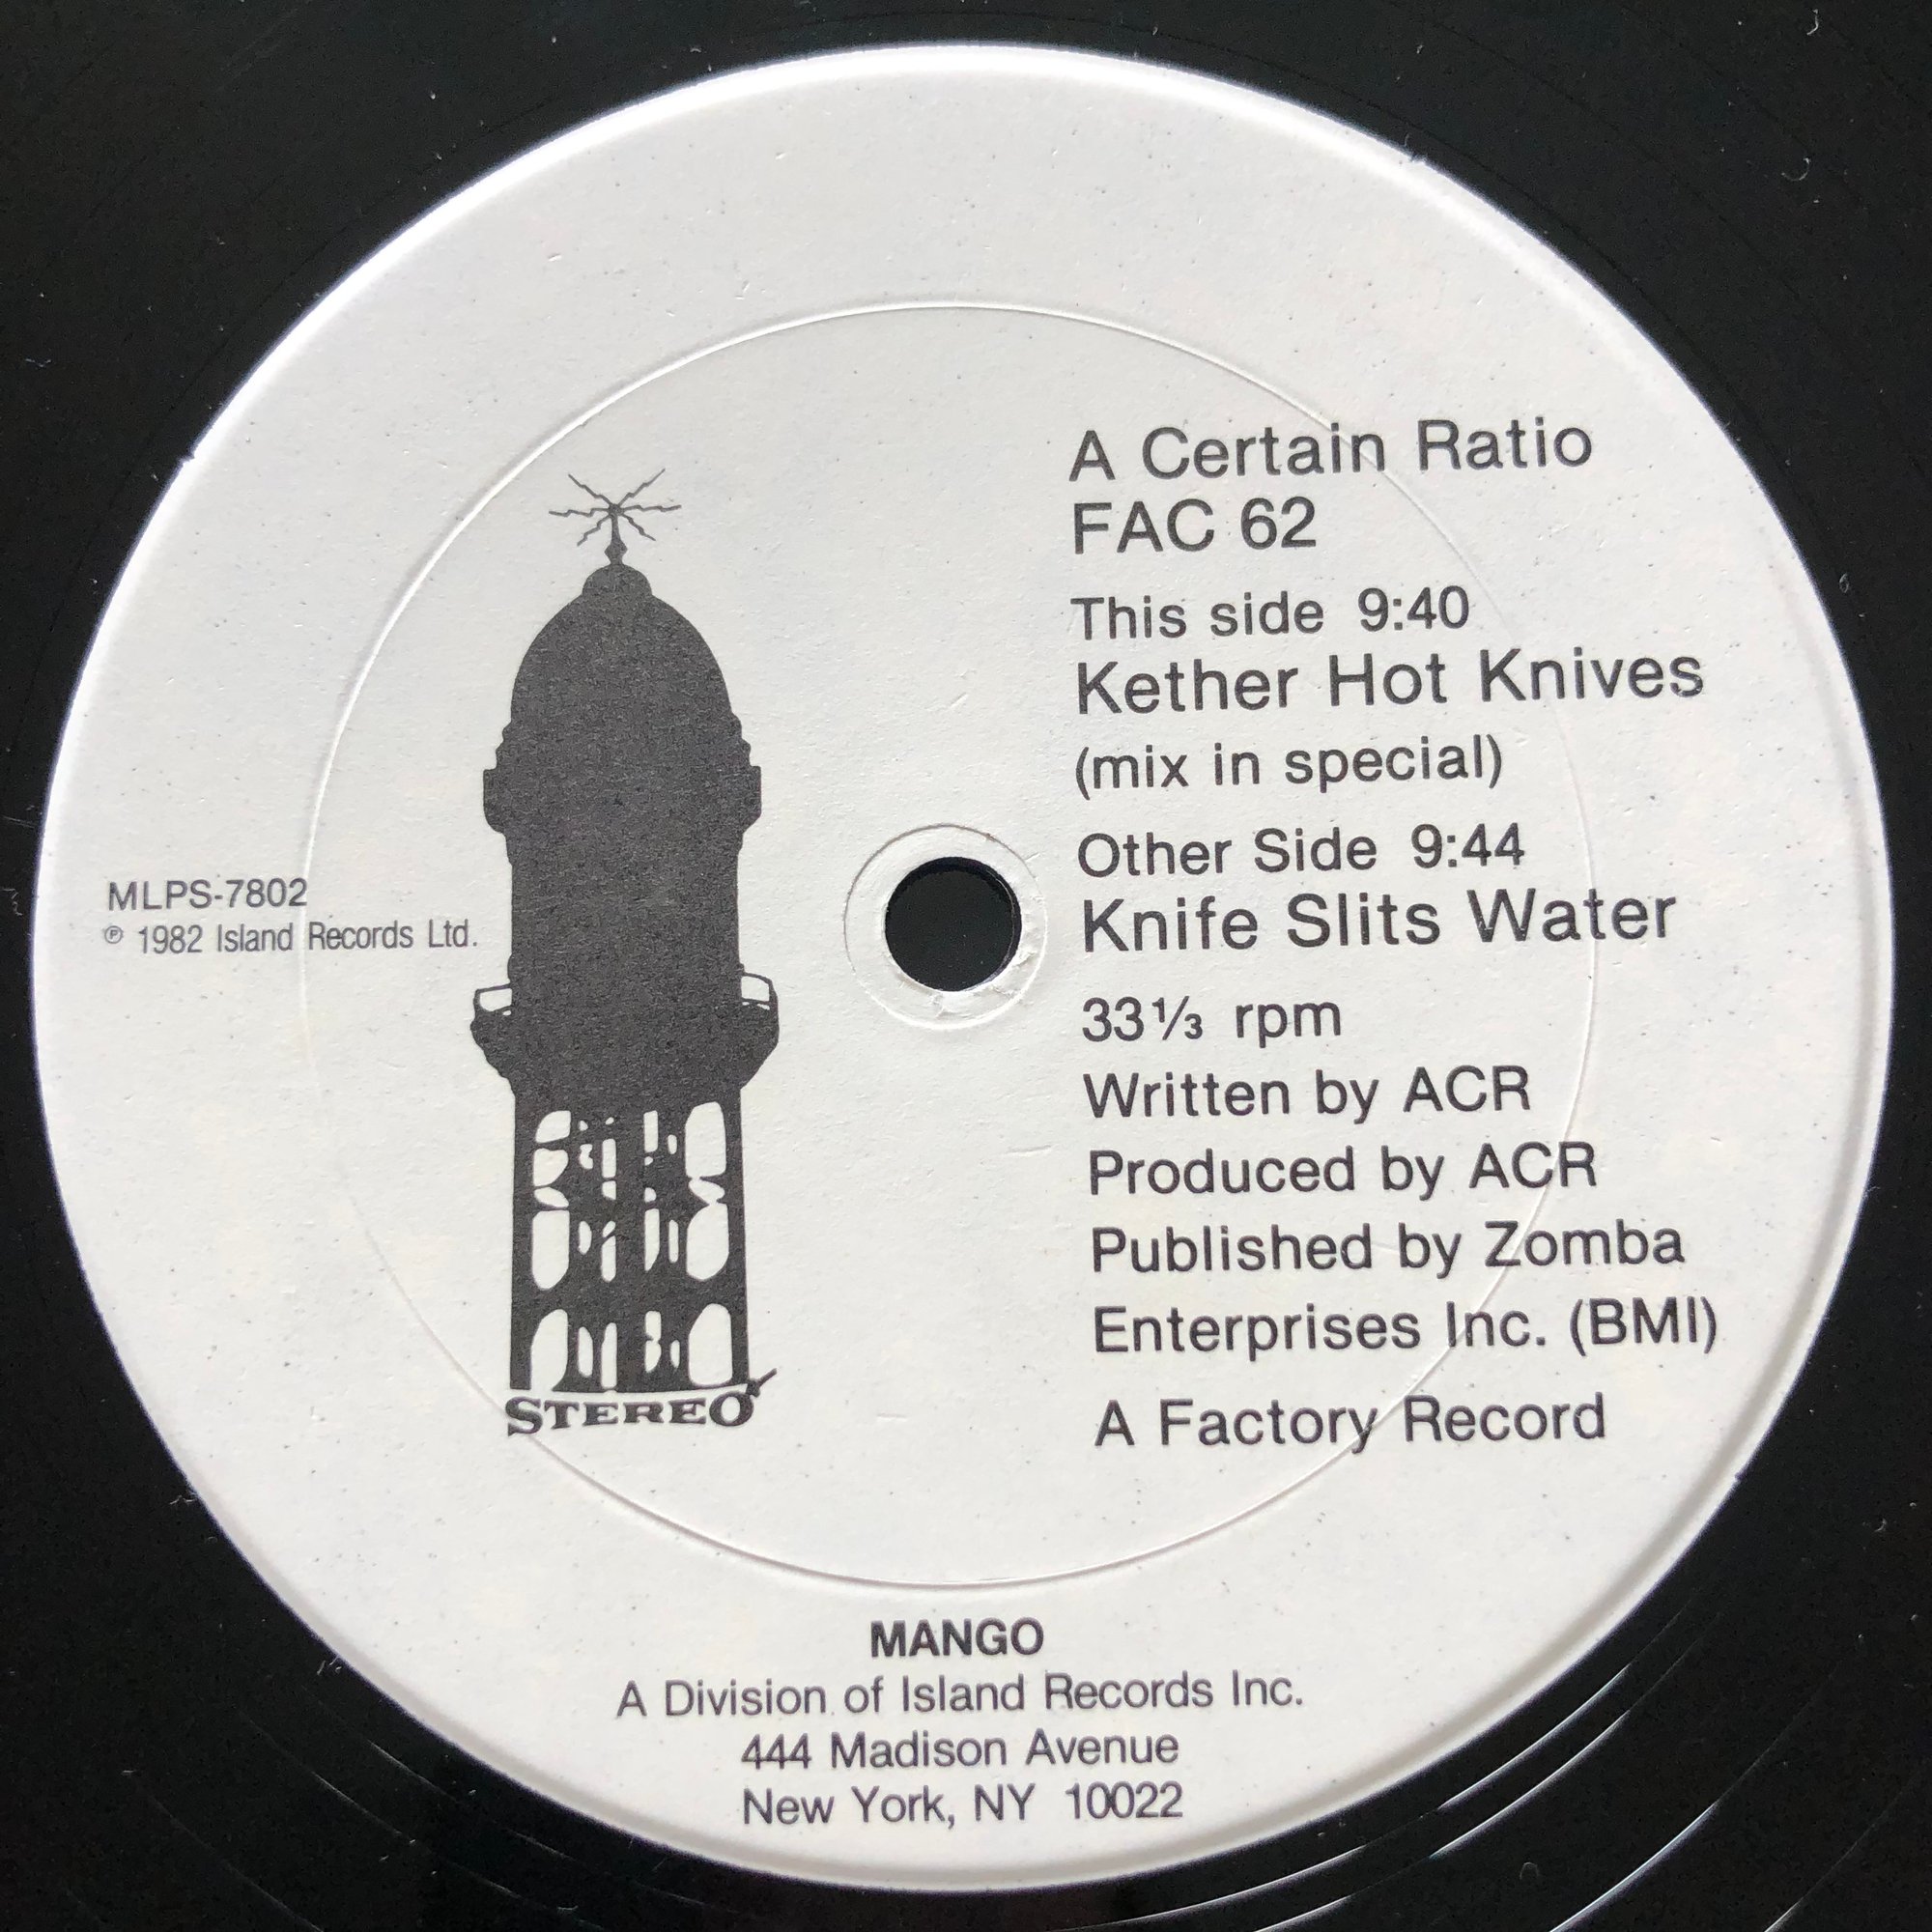 A Certain Ratio
FAC 62
This side 9:40
Kether Hot Knives
(mix in special)
Other Side 9:44
Knife Slits Water
33⅓ rpm
Written by ACR
Produced by ACR
Published by Zomba
Enterprises Inc. (BMI)
A Factory Record
MLPS-7802
℗ 1982 Island Records Ltd.
STEREO
MANGO
A Division of Island Records Inc.
444 Madison Avenue
New York, NY 10022